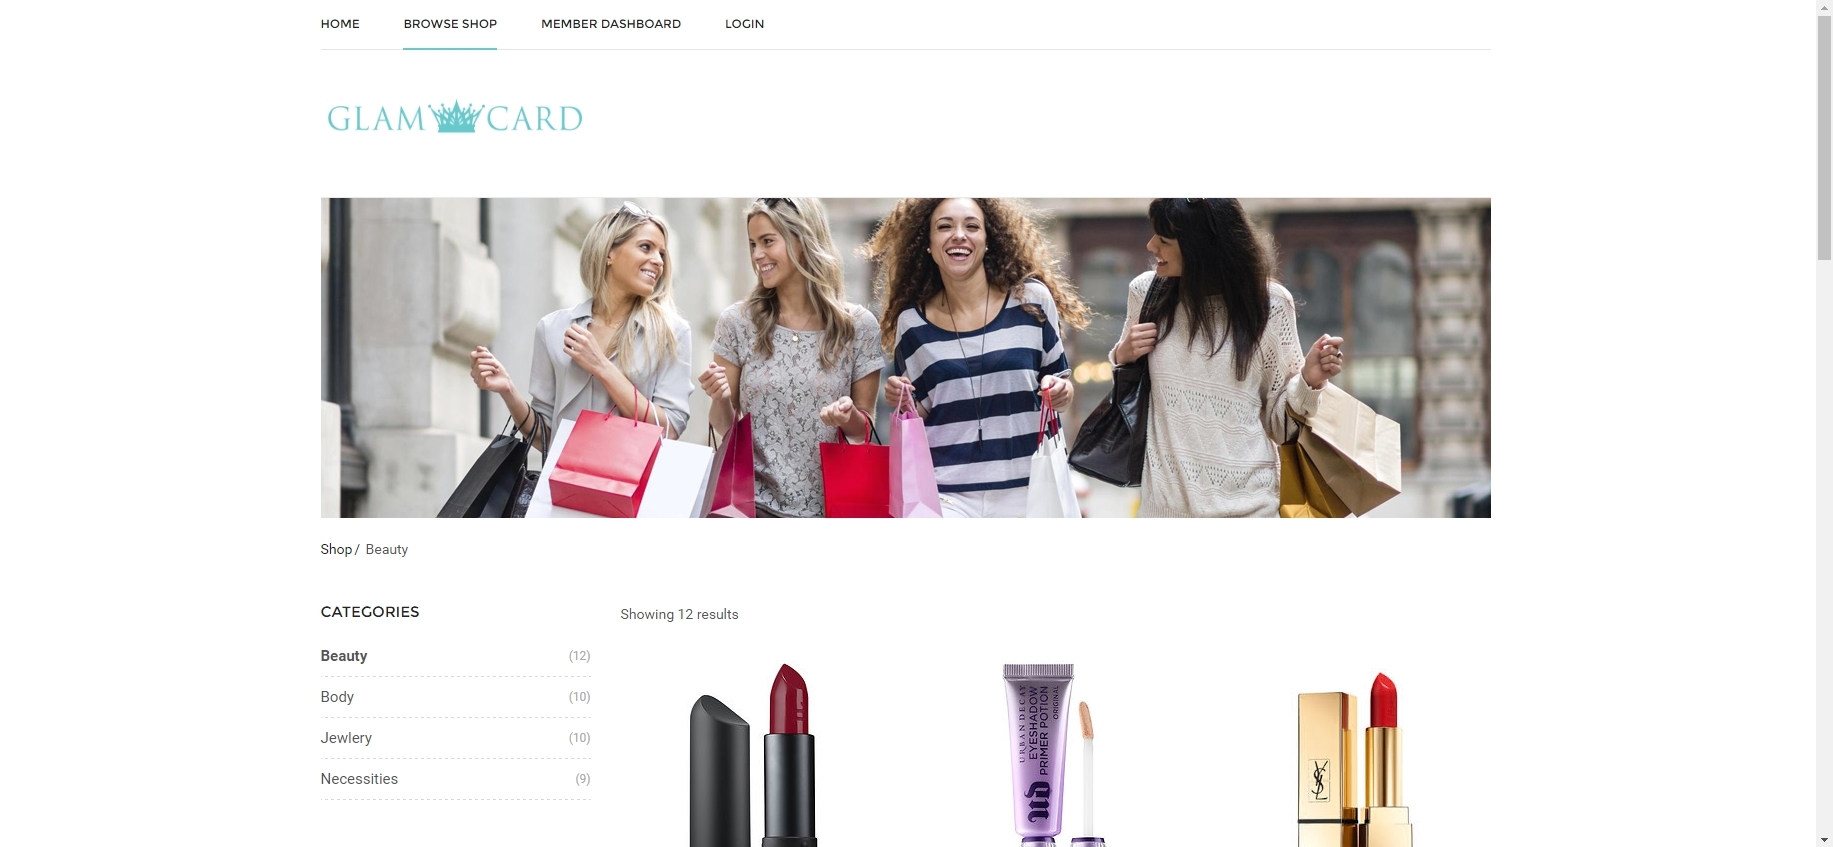 HOME BROWSE SHOP MEMBER DASHBOARD LOGIN
GLAM CARD
Shop / Beauty
CATEGORIES
Beauty (12)
Body (10)
Jewlery (10)
Necessities (9)
Showing 12 results
URBAN DECAY
EYESHADOW
PRIMER POTION
ORIGINAL
UD
YSL